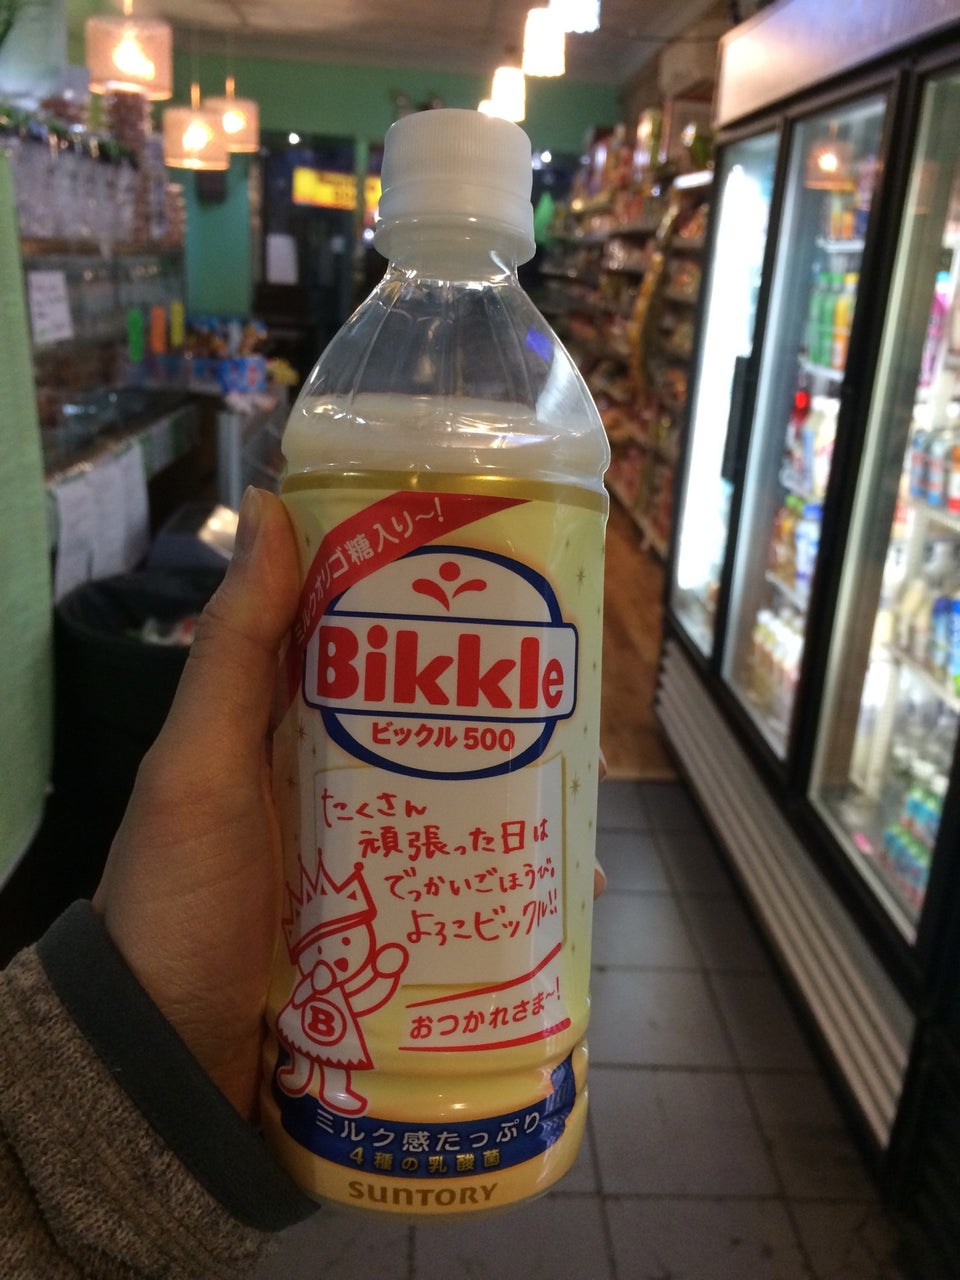 ミルクオリゴ糖入り〜!
Bikkle
ビックル500
たくさん
頑張った日は
でっかいごほうび。
よろこビックル!!
B
おつかれさま〜!
ミルク感たっぷり
4種の乳酸菌
SUNTORY